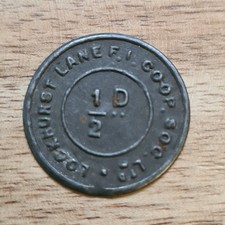 LOCKHURST LANE F.I. COOP. SOC. LTD
1/2 D